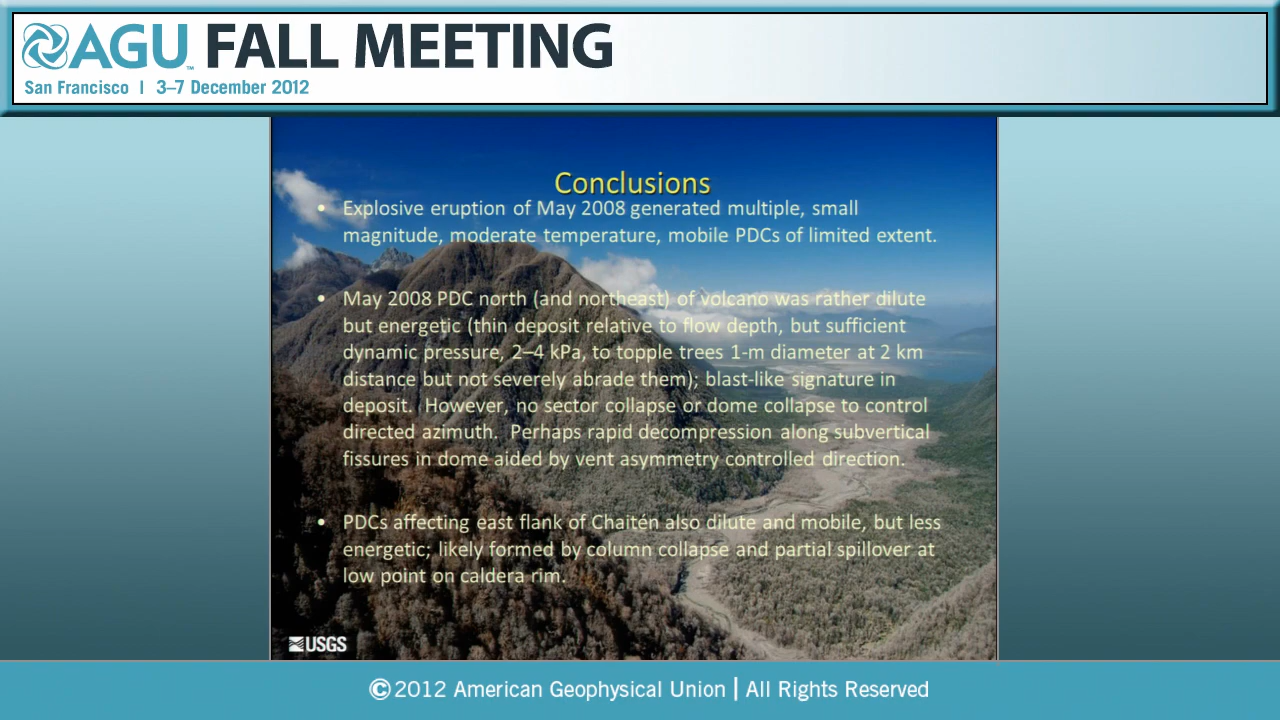 AGU™ FALL MEETING
San Francisco | 3–7 December 2012
Conclusions
• Explosive eruption of May 2008 generated multiple, small
magnitude, moderate temperature, mobile PDCs of limited extent.
• May 2008 PDC north (and northeast) of volcano was rather dilute
but energetic (thin deposit relative to flow depth, but sufficient
dynamic pressure, 2–4 kPa, to topple trees 1-m diameter at 2 km
distance but not severely abrade them); blast-like signature in
deposit. However, no sector collapse or dome collapse to control
directed azimuth. Perhaps rapid decompression along subvertical
fissures in dome aided by vent asymmetry controlled direction.
• PDCs affecting east flank of Chaitén also dilute and mobile, but less
energetic; likely formed by column collapse and partial spillover at
low point on caldera rim.
USGS
©2012 American Geophysical Union | All Rights Reserved